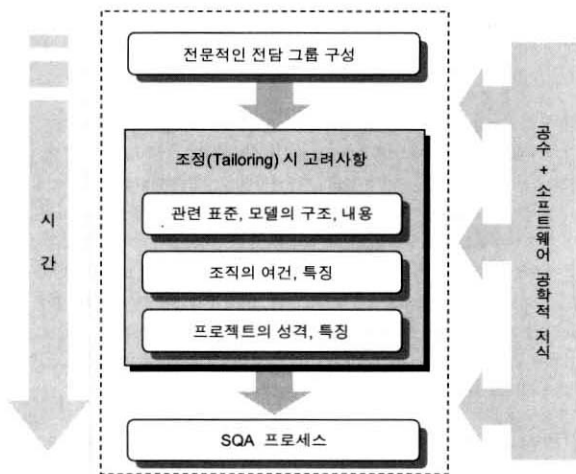 전문적인 전담 그룹 구성
조정(Tailoring) 시 고려사항
관련 표준, 모델의 구조, 내용
조직의 여건, 특징
프로젝트의 성격, 특징
SQA 프로세스
시간
공수 + 소프트웨어 공학적 지식